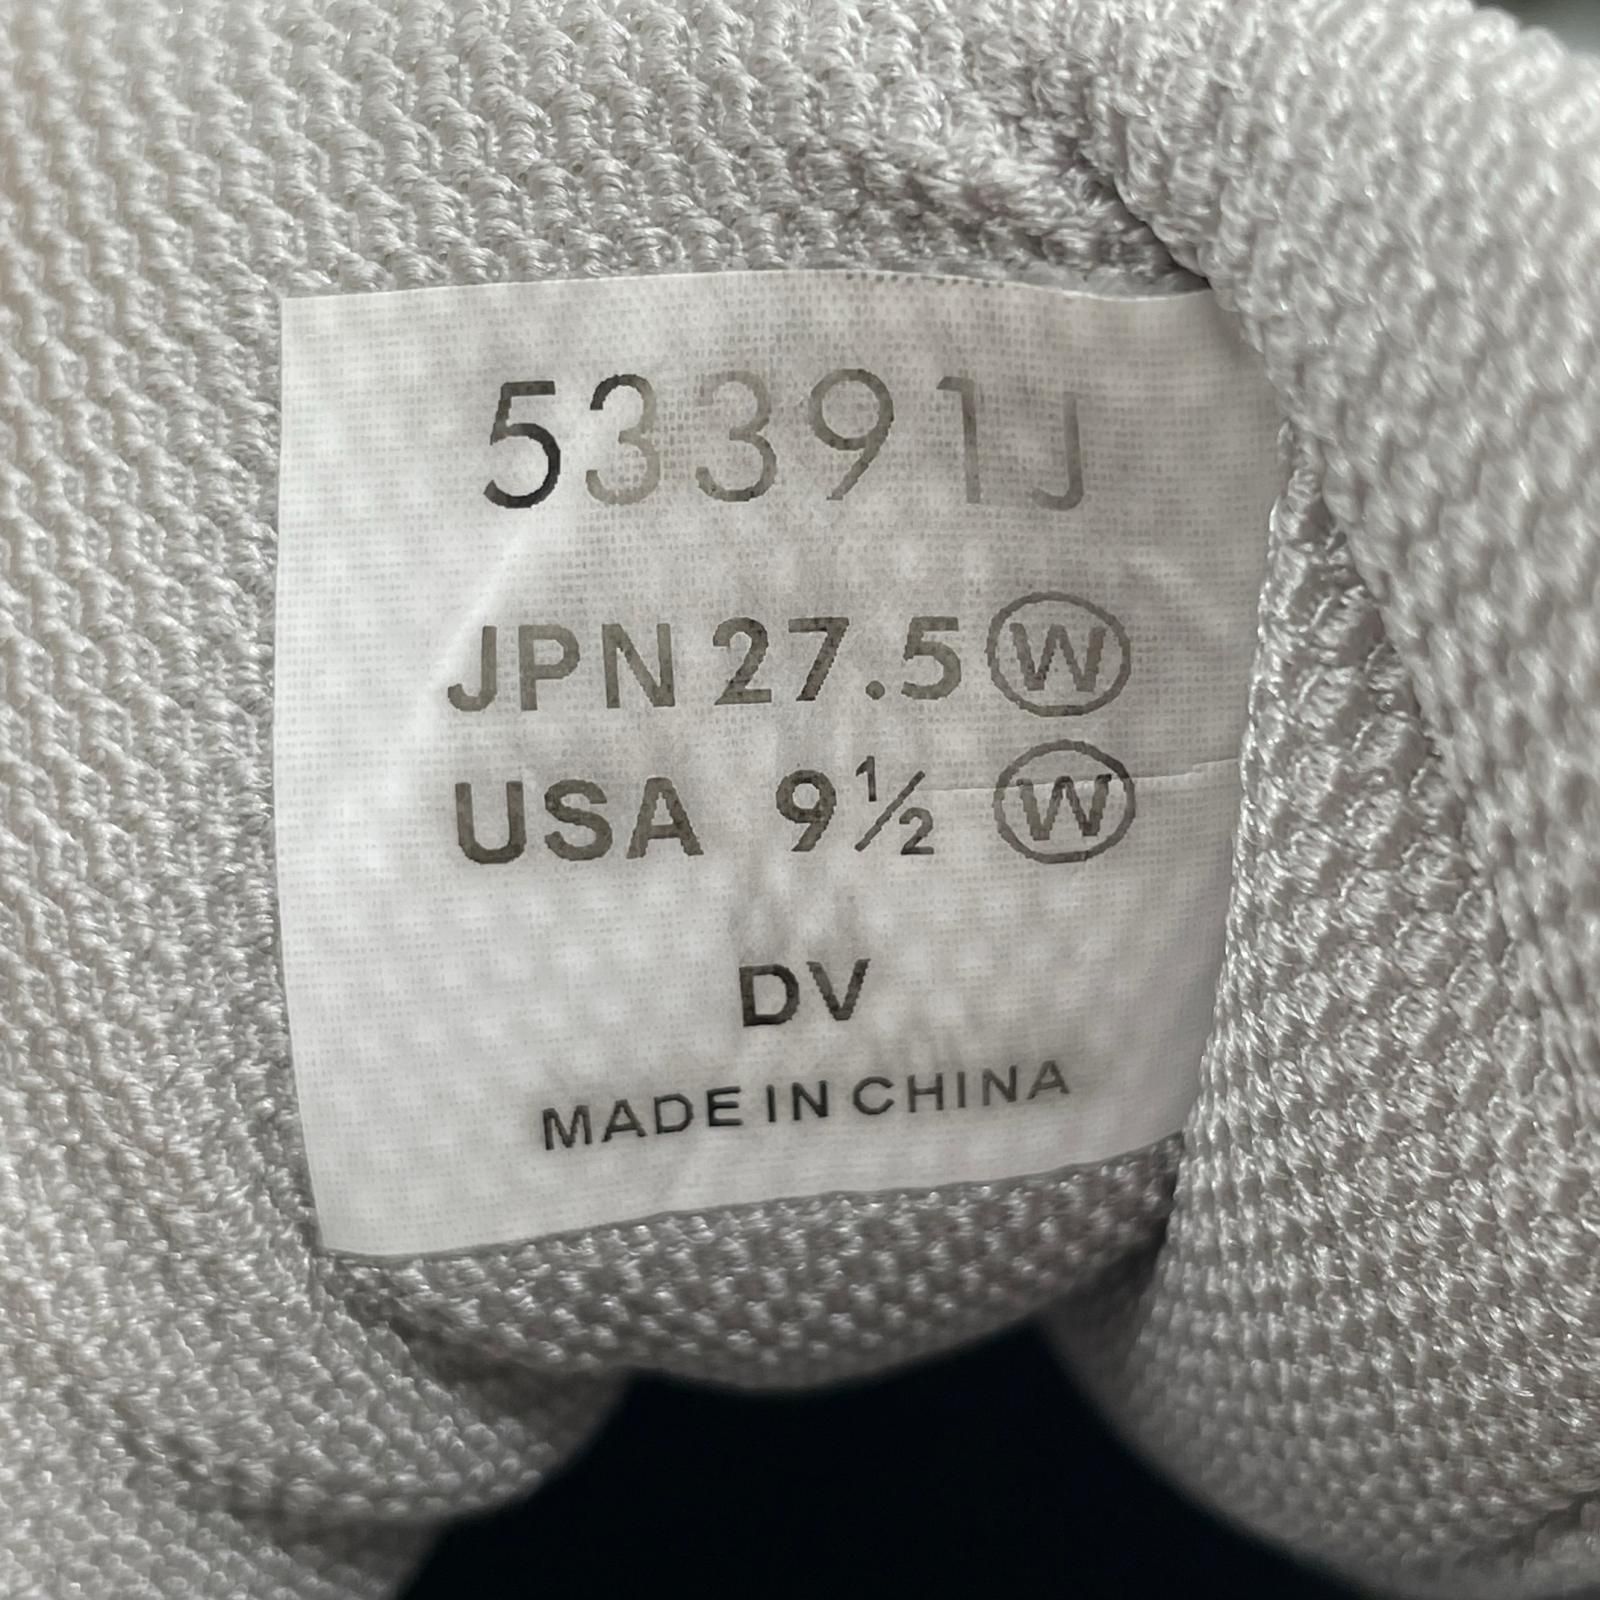 53391J
JPN 27.5 Ⓦ
USA 9½ Ⓦ
DV
MADE IN CHINA